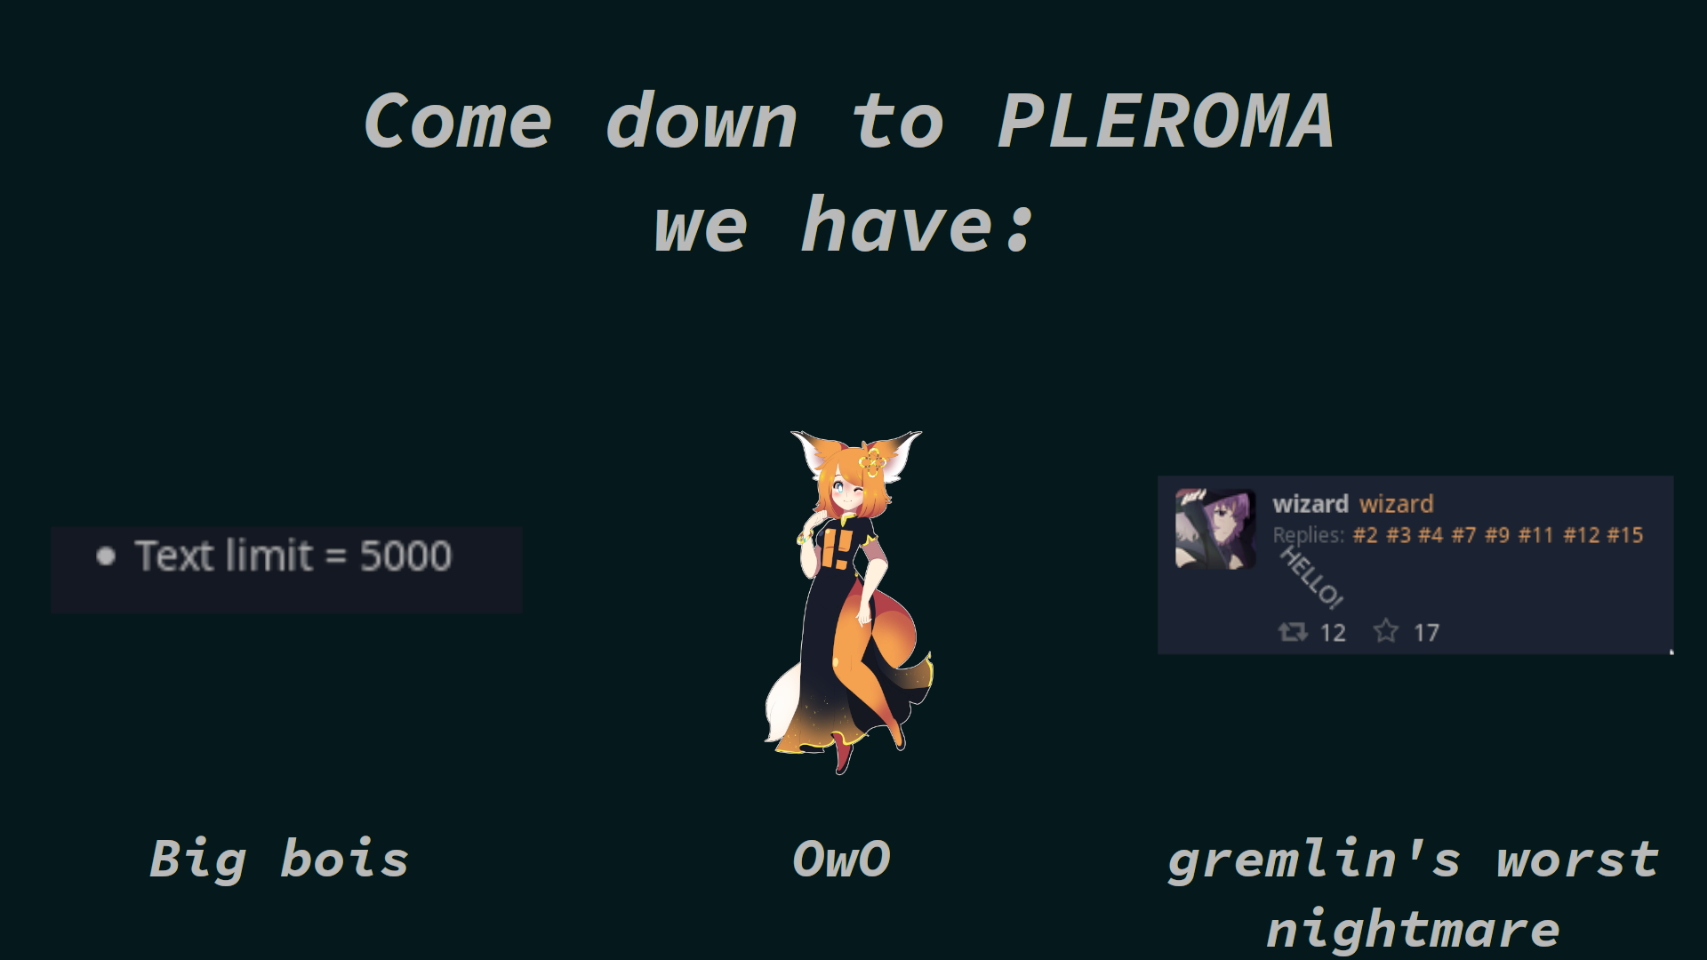 Come down to PLEROMA
we have:
• Text limit = 5000
wizard wizard
Replies: #2 #3 #4 #7 #9 #11 #12 #15
HELLO!
12 17
Big bois
OwO
gremlin's worst
nightmare